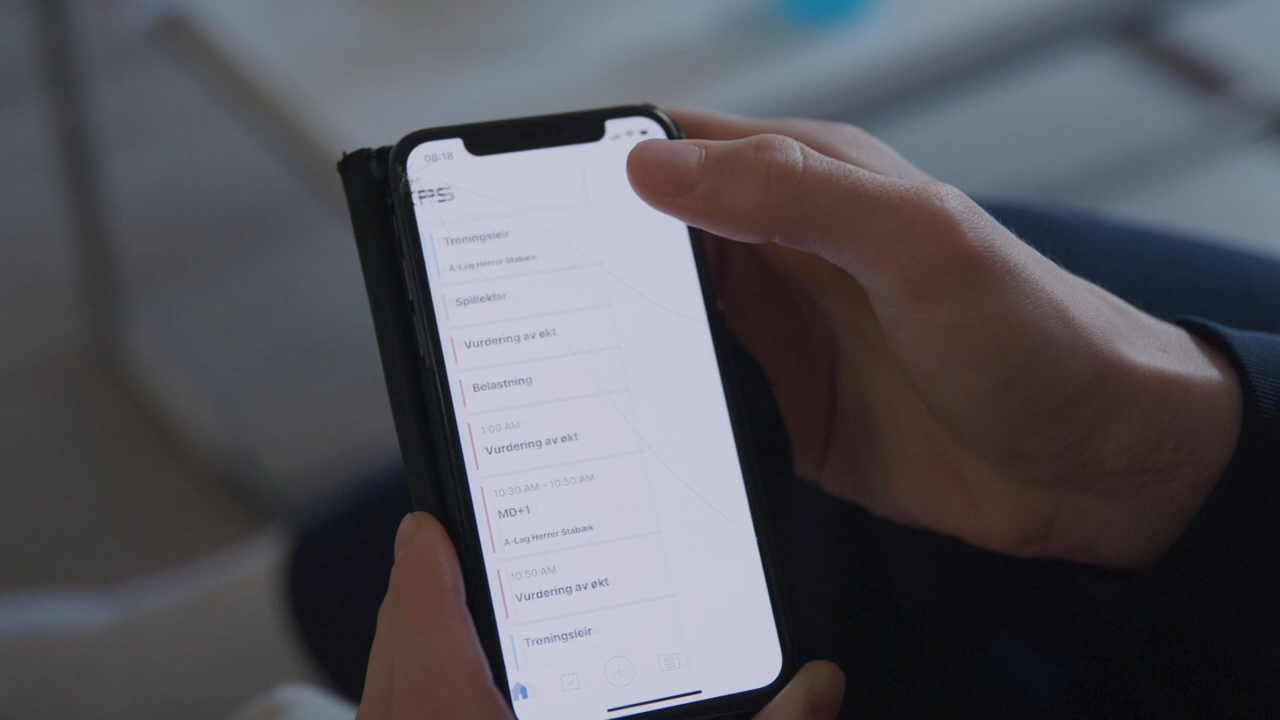 08:18
XPS
Treningsleir
A-Lag Herrer Stabæk
Spilleklar
Vurdering av økt
Belastning
1:00 AM
Vurdering av økt
10:30 AM - 10:50 AM
MD+1
A-Lag Herrer Stabæk
10:50 AM
Vurdering av økt
Treningsleir